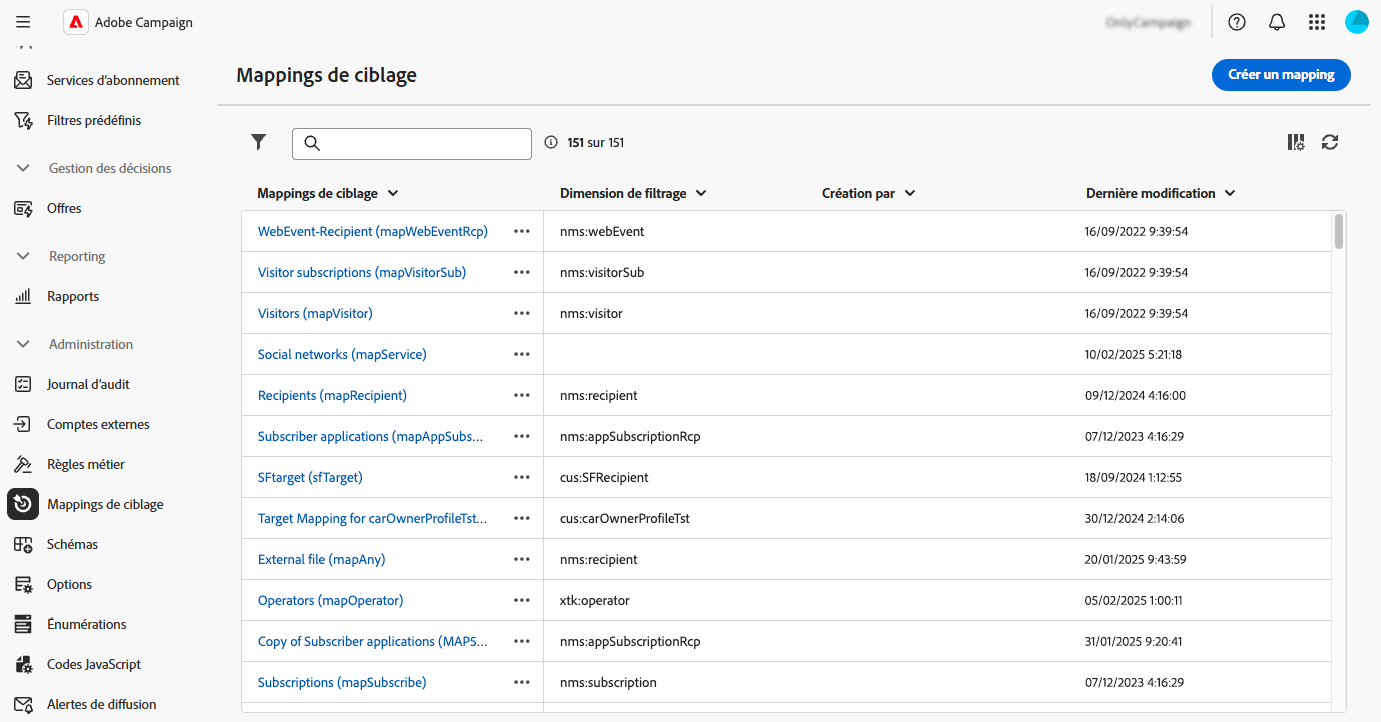 Adobe Campaign
OnlyCampaign
Services d'abonnement
Filtres prédéfinis
Gestion des décisions
Offres
Reporting
Rapports
Administration
Journal d'audit
Comptes externes
Règles métier
Mappings de ciblage
Schémas
Options
Énumérations
Codes JavaScript
Alertes de diffusion
Mappings de ciblage
Créer un mapping
151 sur 151
Mappings de ciblage Dimension de filtrage Création par Dernière modification
WebEvent-Recipient (mapWebEventRcp) ••• nms:webEvent 16/09/2022 9:39:54
Visitor subscriptions (mapVisitorSub) ••• nms:visitorSub 16/09/2022 9:39:54
Visitors (mapVisitor) ••• nms:visitor 16/09/2022 9:39:54
Social networks (mapService) ••• 10/02/2025 5:21:18
Recipients (mapRecipient) ••• nms:recipient 09/12/2024 4:16:00
Subscriber applications (mapAppSubs... ••• nms:appSubscriptionRcp 07/12/2023 4:16:29
SFtarget (sfTarget) ••• cus:SFRecipient 18/09/2024 1:12:55
Target Mapping for carOwnerProfileTst... ••• cus:carOwnerProfileTst 30/12/2024 2:14:06
External file (mapAny) ••• nms:recipient 20/01/2025 9:43:59
Operators (mapOperator) ••• xtk:operator 05/02/2025 1:00:11
Copy of Subscriber applications (MAPS... ••• nms:appSubscriptionRcp 31/01/2025 9:20:41
Subscriptions (mapSubscribe) ••• nms:subscription 07/12/2023 4:16:29